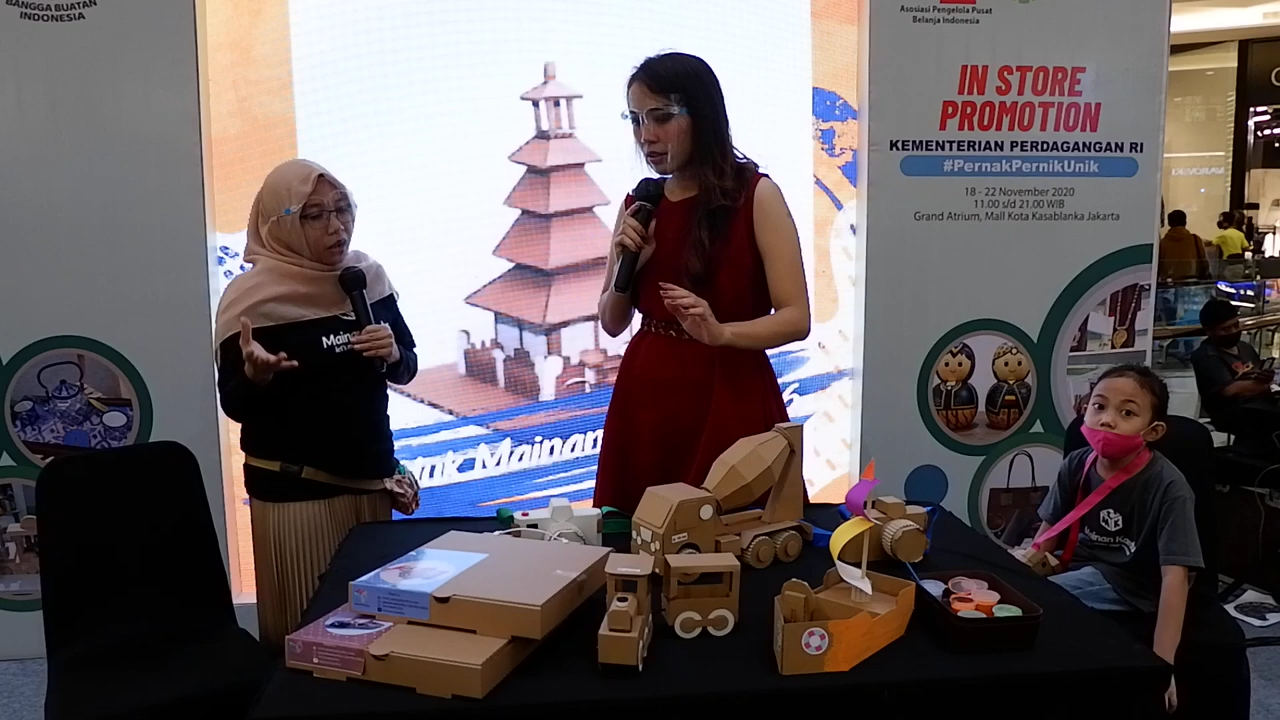 BANGGA BUATAN
INDONESIA
Asosiasi Pengelola Pusat
Belanja Indonesia
IN STORE
PROMOTION
KEMENTERIAN PERDAGANGAN RI
#PernakPernikUnik
18 - 22 November 2020
11.00 s/d 21.00 WIB
Grand Atrium, Mall Kota Kasablanka Jakarta
Mainan
Mainan